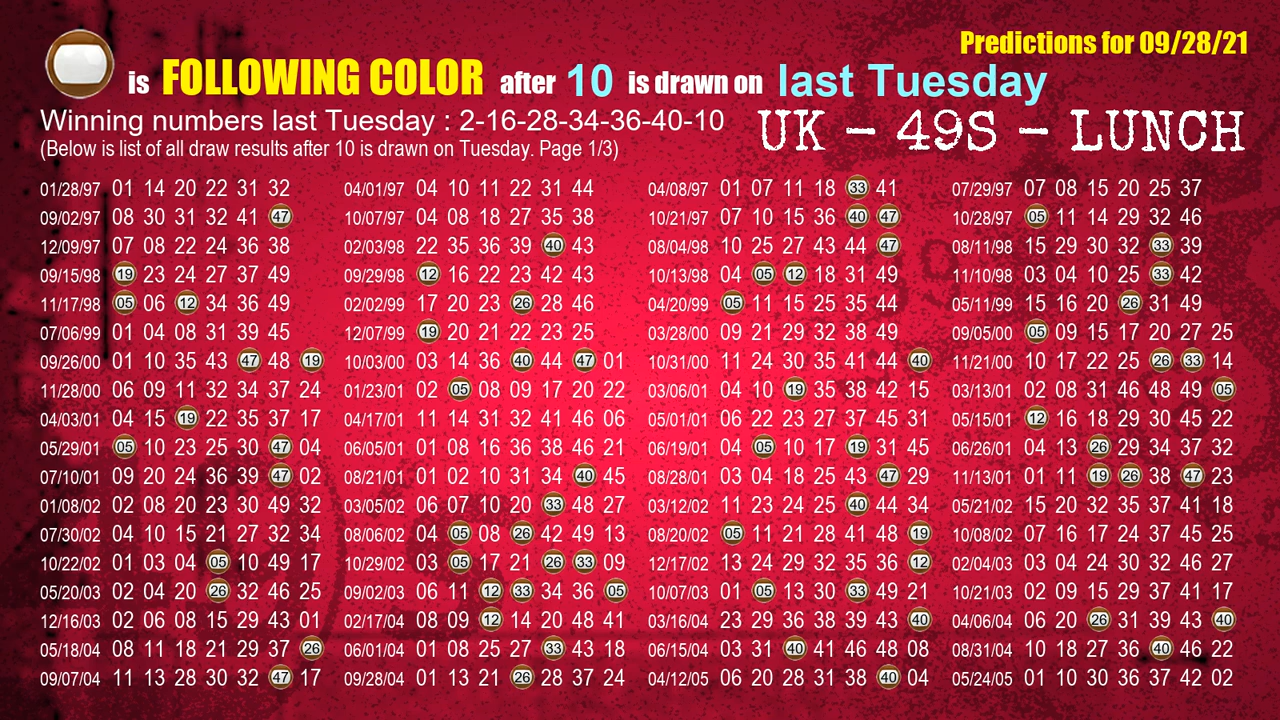 Predictions for 09/28/21
is FOLLOWING COLOR after 10 is drawn on last Tuesday
Winning numbers last Tuesday : 2-16-28-34-36-40-10
UK - 49S - LUNCH
(Below is list of all draw results after 10 is drawn on Tuesday. Page 1/3)
01/28/97 01 14 20 22 31 32 04/01/97 04 10 11 22 31 44 04/08/97 01 07 11 18 33 41 07/29/97 07 08 15 20 25 37
09/02/97 08 30 31 32 41 47 10/07/97 04 08 18 27 35 38 10/21/97 07 10 15 36 40 47 10/28/97 05 11 14 29 32 46
12/09/97 07 08 22 24 36 38 02/03/98 22 35 36 39 40 43 08/04/98 10 25 27 43 44 47 08/11/98 15 29 30 32 33 39
09/15/98 19 23 24 27 37 49 09/29/98 12 16 22 23 42 43 10/13/98 04 05 12 18 31 49 11/10/98 03 04 10 25 33 42
11/17/98 05 06 12 34 36 49 02/02/99 17 20 23 26 28 46 04/20/99 05 11 15 25 35 44 05/11/99 15 16 20 26 31 49
07/06/99 01 04 08 31 39 45 12/07/99 19 20 21 22 23 25 03/28/00 09 21 29 32 38 49 09/05/00 05 09 15 17 20 27 25
09/26/00 01 10 35 43 47 48 19 10/03/00 03 14 36 40 44 47 01 10/31/00 11 24 30 35 41 44 40 11/21/00 10 17 22 25 26 33 14
11/28/00 06 09 11 32 34 37 24 01/23/01 02 05 08 09 17 20 22 03/06/01 04 10 19 35 38 42 15 03/13/01 02 08 31 46 48 49 05
04/03/01 04 15 19 22 35 37 17 04/17/01 11 14 31 32 41 46 06 05/01/01 06 22 23 27 37 45 31 05/15/01 12 16 18 29 30 45 22
05/29/01 05 10 23 25 30 47 04 06/05/01 01 08 16 36 38 46 21 06/19/01 04 05 10 17 19 31 45 06/26/01 04 13 26 29 34 37 32
07/10/01 09 20 24 36 39 47 02 08/21/01 01 02 10 31 34 40 45 08/28/01 03 04 18 25 43 47 29 11/13/01 01 11 19 26 38 47 23
01/08/02 02 08 20 23 30 49 32 03/05/02 06 07 10 20 33 48 27 03/12/02 11 23 24 25 40 44 34 05/21/02 15 20 32 35 37 41 18
07/30/02 04 10 15 21 27 32 34 08/06/02 04 05 08 26 42 49 13 08/20/02 05 11 21 28 41 48 19 10/08/02 07 16 17 24 37 45 25
10/22/02 01 03 04 05 10 49 17 10/29/02 03 05 17 21 26 33 09 12/17/02 13 24 29 32 35 36 12 02/04/03 03 04 24 30 32 46 27
05/20/03 02 04 20 26 32 46 25 09/02/03 06 11 12 33 34 36 05 10/07/03 01 05 13 30 33 49 21 10/21/03 02 09 35 37 41 41 17
12/16/03 02 06 08 15 29 43 01 02/17/04 08 09 12 14 20 48 41 03/16/04 23 29 36 38 39 43 40 04/06/04 06 20 26 31 39 43 40
05/18/04 08 11 18 21 29 37 26 06/01/04 01 08 25 27 33 43 18 06/15/04 03 31 40 41 46 48 08 08/31/04 10 18 27 36 40 46 22
09/07/04 11 13 28 30 32 47 17 09/28/04 01 13 21 26 28 37 24 04/12/05 06 20 28 31 38 40 04 05/24/05 01 10 30 36 37 42 02